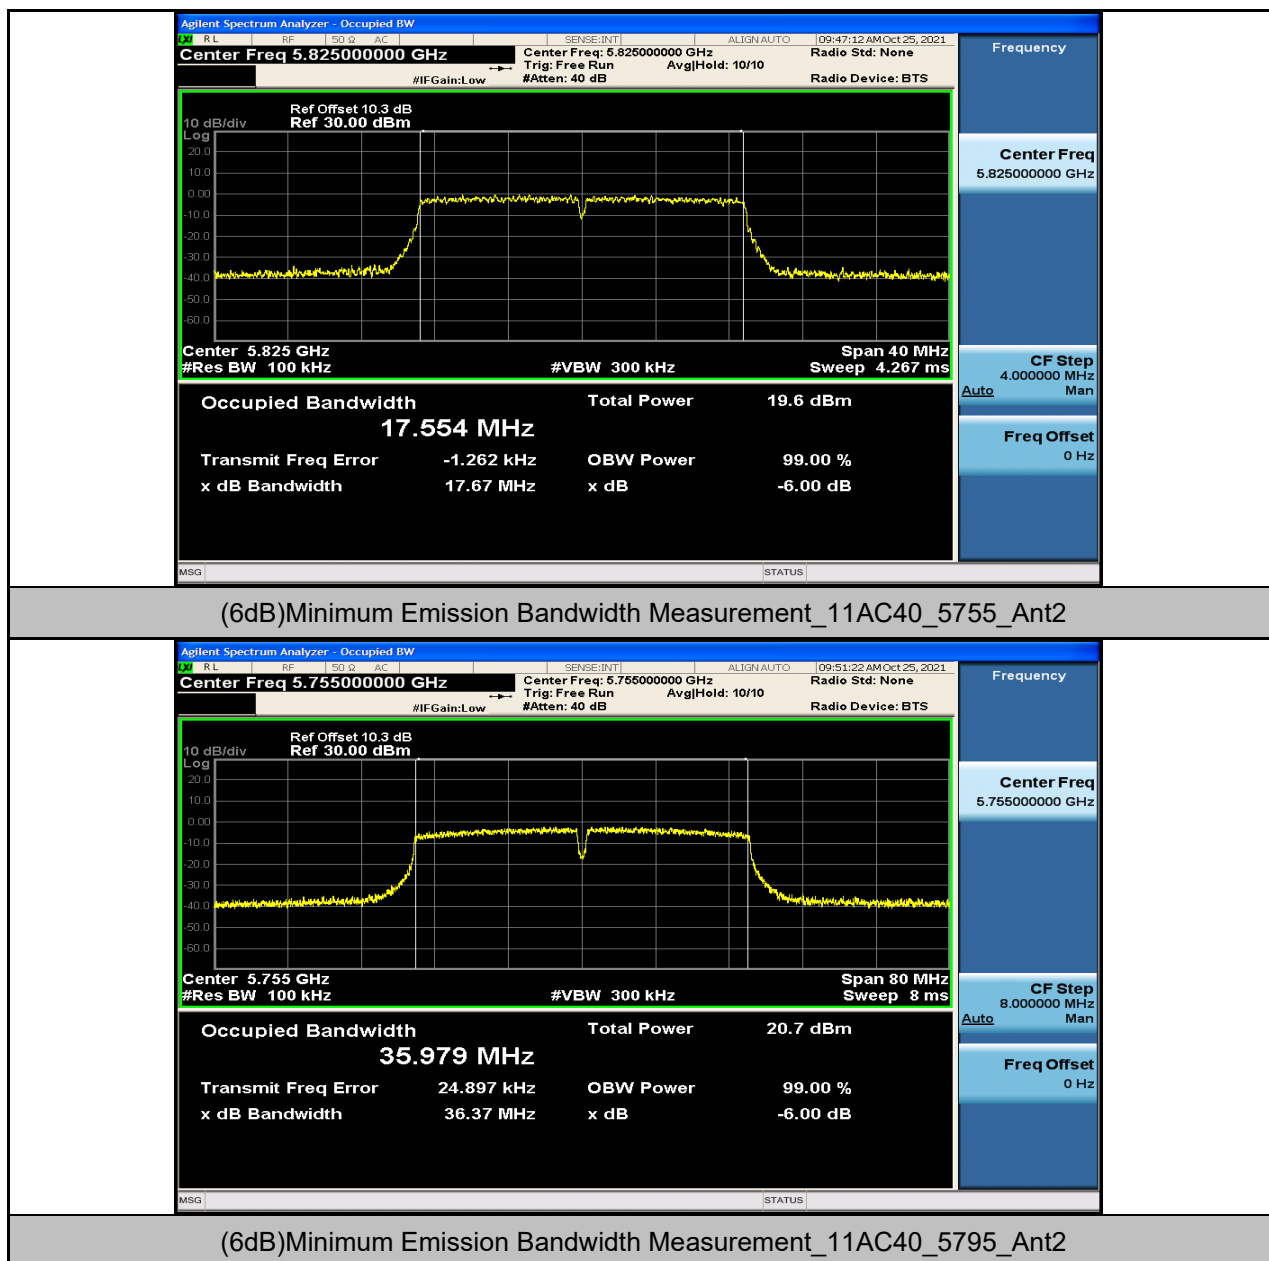 Agilent Spectrum Analyzer - Occupied BW
LXI RL RF 50 Ω AC SENSE:INT ALIGN AUTO 09:47:12 AM Oct 25, 2021
Center Freq 5.825000000 GHz
Center Freq: 5.825000000 GHz Radio Std: None
Trig: Free Run Avg|Hold: 10/10
#IFGain:Low #Atten: 40 dB Radio Device: BTS
Frequency
Ref Offset 10.3 dB
10 dB/div Ref 30.00 dBm
Log
20.0
10.0
0.00
-10.0
-20.0
-30.0
-40.0
-50.0
-60.0
Center 5.825 GHz Span 40 MHz
#Res BW 100 kHz #VBW 300 kHz Sweep 4.267 ms
Center Freq
5.825000000 GHz
CF Step
4.000000 MHz
Auto Man
Freq Offset
0 Hz
Occupied Bandwidth Total Power 19.6 dBm
17.554 MHz
Transmit Freq Error -1.262 kHz OBW Power 99.00 %
x dB Bandwidth 17.67 MHz x dB -6.00 dB
MSG STATUS
(6dB)Minimum Emission Bandwidth Measurement_11AC40_5755_Ant2
Agilent Spectrum Analyzer - Occupied BW
LXI RL RF 50 Ω AC SENSE:INT ALIGN AUTO 09:51:22 AM Oct 25, 2021
Center Freq 5.755000000 GHz
Center Freq: 5.755000000 GHz Radio Std: None
Trig: Free Run Avg|Hold: 10/10
#IFGain:Low #Atten: 40 dB Radio Device: BTS
Frequency
Ref Offset 10.3 dB
10 dB/div Ref 30.00 dBm
Log
20.0
10.0
0.00
-10.0
-20.0
-30.0
-40.0
-50.0
-60.0
Center 5.755 GHz Span 80 MHz
#Res BW 100 kHz #VBW 300 kHz Sweep 8 ms
Center Freq
5.755000000 GHz
CF Step
8.000000 MHz
Auto Man
Freq Offset
0 Hz
Occupied Bandwidth Total Power 20.7 dBm
35.979 MHz
Transmit Freq Error 24.897 kHz OBW Power 99.00 %
x dB Bandwidth 36.37 MHz x dB -6.00 dB
MSG STATUS
(6dB)Minimum Emission Bandwidth Measurement_11AC40_5795_Ant2